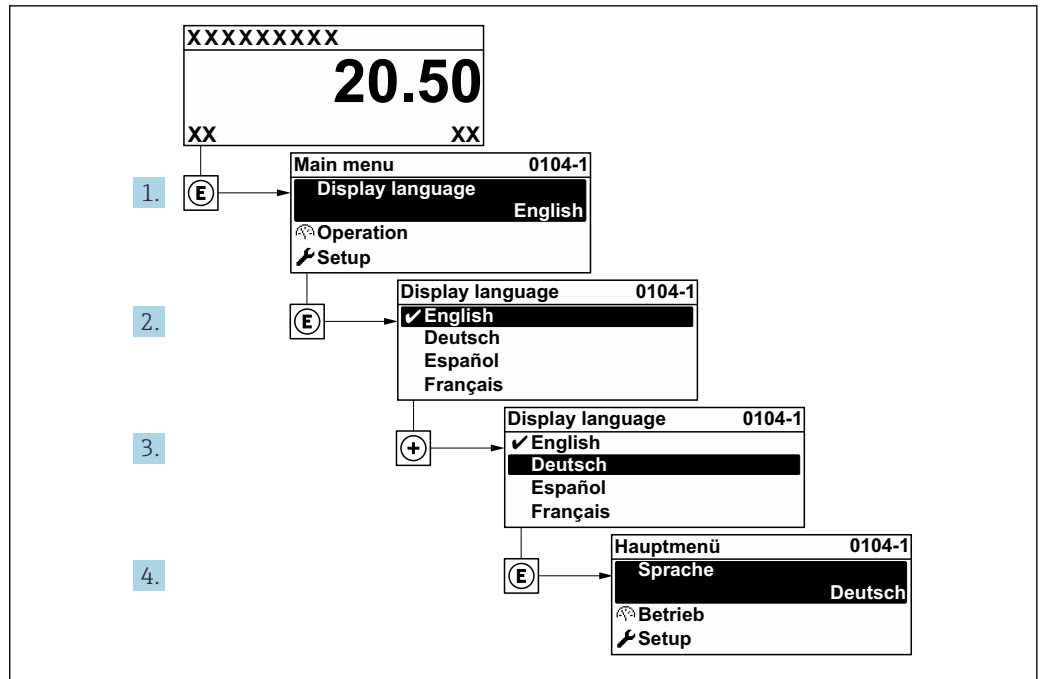 XXXXXXXXX
20.50
XX XX
Main menu 0104-1
1. E Display language
English
Operation
Setup
Display language 0104-1
2. E ✔English
Deutsch
Español
Français
Display language 0104-1
3. + ✔English
Deutsch
Español
Français
Hauptmenü 0104-1
4. E Sprache
Deutsch
Betrieb
Setup